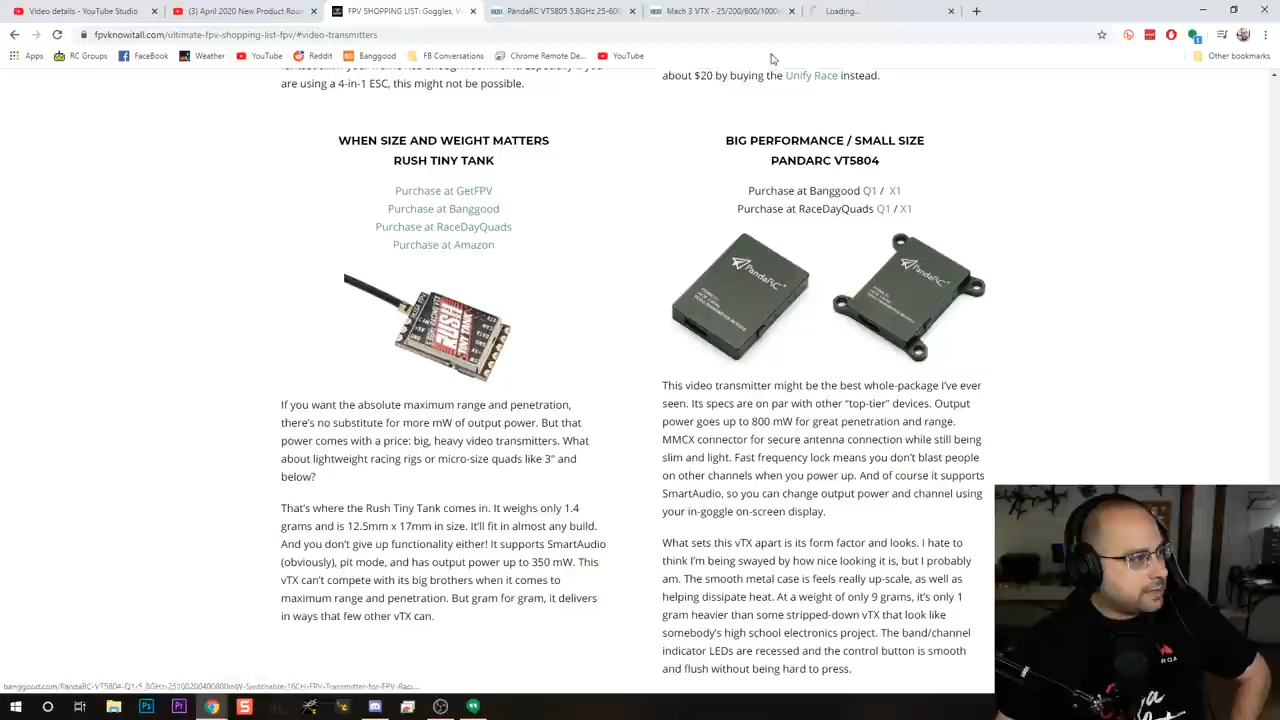 (3) April 2020 New Product Roun
FPV SHOPPING LIST: Goggles, V
PandaRC VT5805 5.8GHz 25-600
Mach 3 VTX - 25/200/600/1000
Loading...
fpvknowitall.com/ultimate-fpv-shopping-list-fpv/#video-transmitters
Apps RC Groups FaceBook Weather YouTube Reddit Banggood FB Conversations Chrome Remote De... YouTube Other bookmarks
are using a 4-in-1 ESC, this might not be possible.
about $20 by buying the Unify Race instead.
WHEN SIZE AND WEIGHT MATTERS
RUSH TINY TANK
Purchase at GetFPV
Purchase at Banggood
Purchase at RaceDayQuads
Purchase at Amazon
If you want the absolute maximum range and penetration,
there's no substitute for more mW of output power. But that
power comes with a price: big, heavy video transmitters. What
about lightweight racing rigs or micro-size quads like 3" and
below?
That's where the Rush Tiny Tank comes in. It weighs only 1.4
grams and is 12.5mm x 17mm in size. It'll fit in almost any build.
And you don't give up functionality either! It supports SmartAudio
(obviously), pit mode, and has output power up to 350 mW. This
vTX can't compete with its big brothers when it comes to
maximum range and penetration. But gram for gram, it delivers
in ways that few other vTX can.
BIG PERFORMANCE / SMALL SIZE
PANDARC VT5804
Purchase at Banggood Q1 / X1
Purchase at RaceDayQuads Q1 / X1
PandaRC
PandaRC
This video transmitter might be the best whole-package I've ever
seen. Its specs are on par with other "top-tier" devices. Output
power goes up to 800 mW for great penetration and range.
MMCX connector for secure antenna connection while still being
slim and light. Fast frequency lock means you don't blast people
on other channels when you power up. And of course it supports
SmartAudio, so you can change output power and channel using
your in-goggle on-screen display.
What sets this vTX apart is its form factor and looks. I hate to
think I'm being swayed by how nice looking it is, but I probably
am. The smooth metal case is feels really up-scale, as well as
helping dissipate heat. At a weight of only 9 grams, it's only 1
gram heavier than some stripped-down vTX that look like
somebody's high school electronics project. The band/channel
indicator LEDs are recessed and the control button is smooth
and flush without being hard to press.